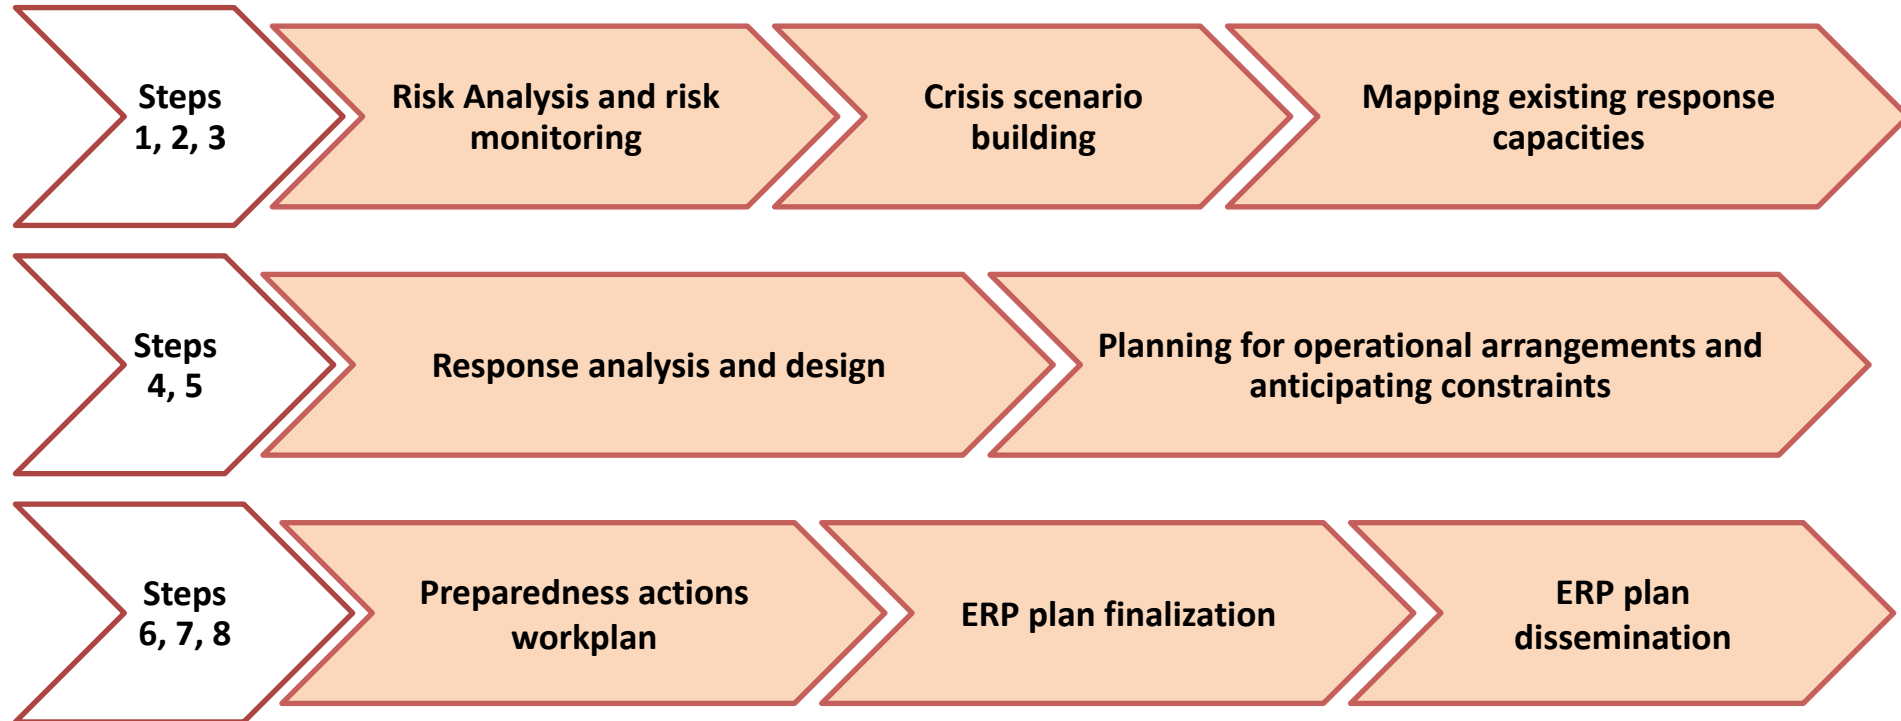 Steps
1, 2, 3
Risk Analysis and risk
monitoring
Crisis scenario
building
Mapping existing response
capacities
Steps
4, 5
Response analysis and design
Planning for operational arrangements and
anticipating constraints
Steps
6, 7, 8
Preparedness actions
workplan
ERP plan finalization
ERP plan
dissemination